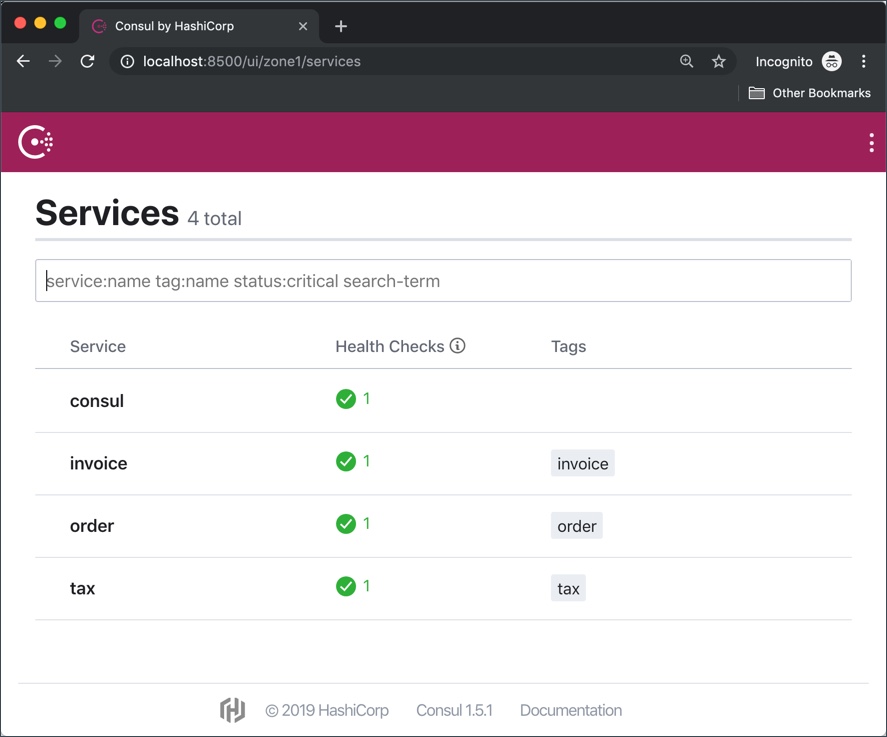 Consul by HashiCorp
localhost:8500/ui/zone1/services
Incognito
Other Bookmarks
Services 4 total
service:name tag:name status:critical search-term
Service Health Checks Tags
consul 1
invoice 1 invoice
order 1 order
tax 1 tax
© 2019 HashiCorp Consul 1.5.1 Documentation